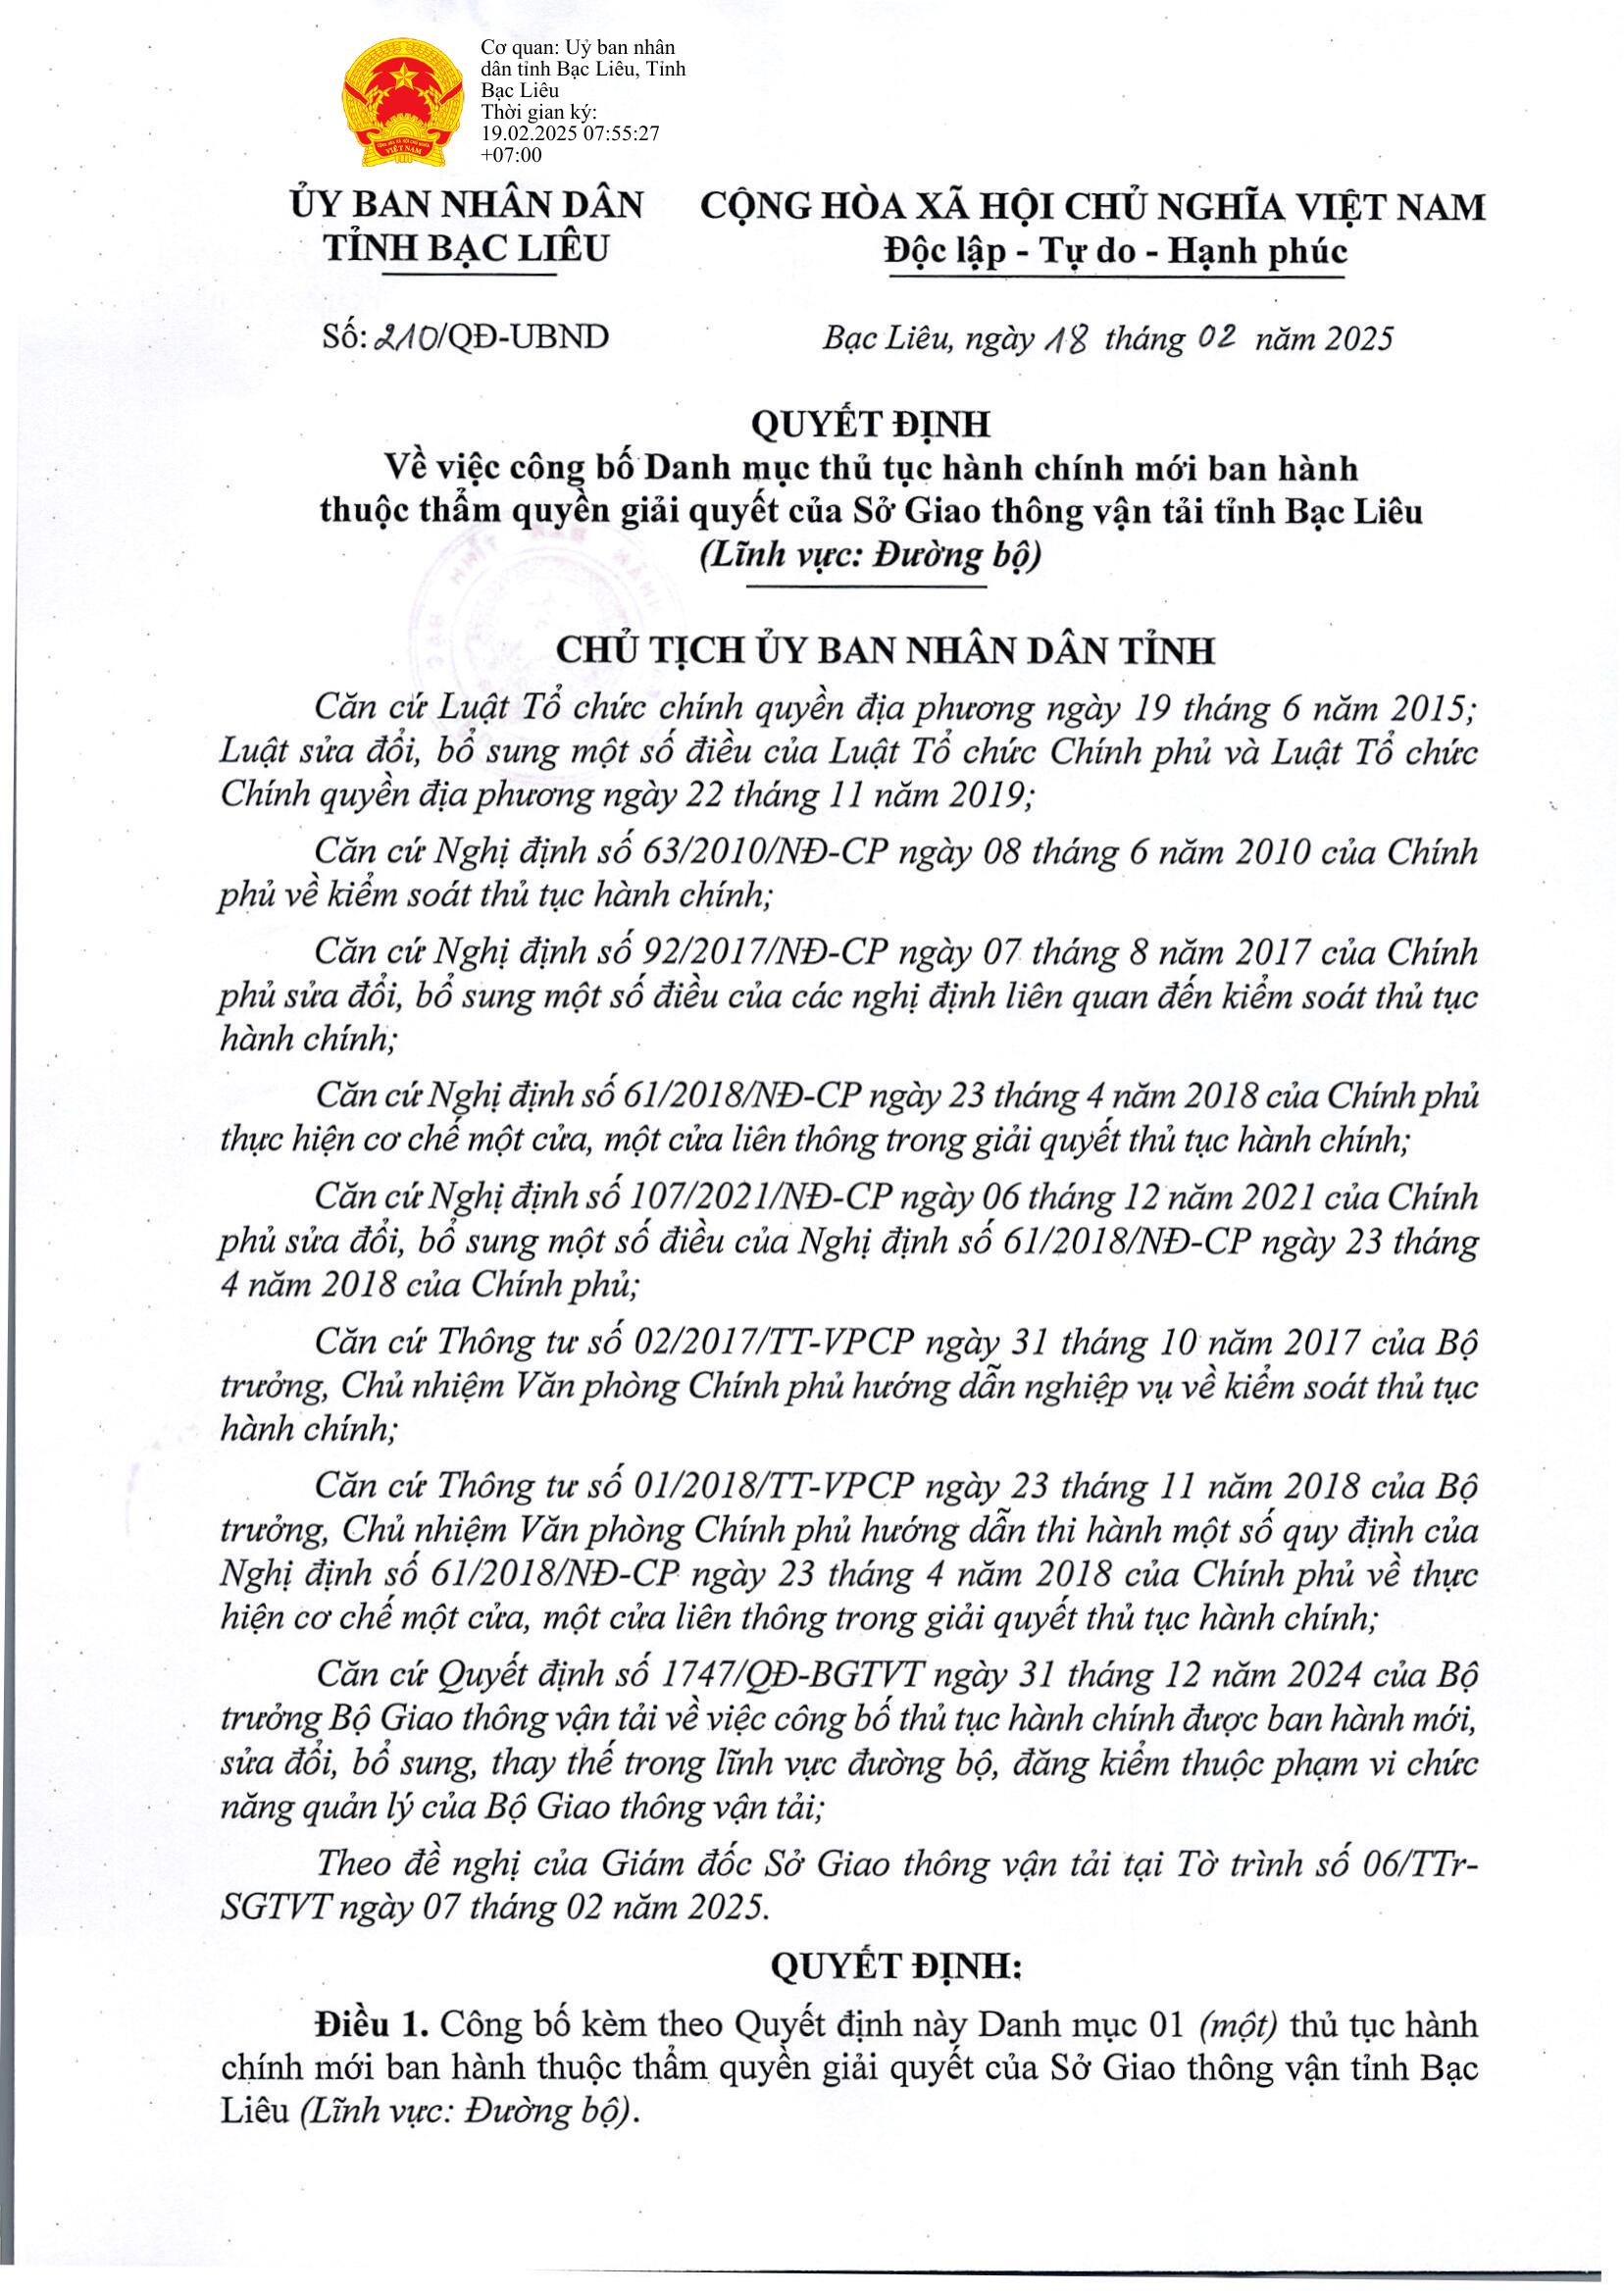 Cơ quan: Uỷ ban nhân
dân tỉnh Bạc Liêu, Tỉnh
Bạc Liêu
Thời gian ký:
19.02.2025 07:55:27
+07:00
ỦY BAN NHÂN DÂN
TỈNH BẠC LIÊU
CỘNG HÒA XÃ HỘI CHỦ NGHĨA VIỆT NAM
Độc lập - Tự do - Hạnh phúc
Số: 210/QĐ-UBND
Bạc Liêu, ngày 18 tháng 02 năm 2025
QUYẾT ĐỊNH
Về việc công bố Danh mục thủ tục hành chính mới ban hành
thuộc thẩm quyền giải quyết của Sở Giao thông vận tải tỉnh Bạc Liêu
(Lĩnh vực: Đường bộ)
CHỦ TỊCH ỦY BAN NHÂN DÂN TỈNH
Căn cứ Luật Tổ chức chính quyền địa phương ngày 19 tháng 6 năm 2015;
Luật sửa đổi, bổ sung một số điều của Luật Tổ chức Chính phủ và Luật Tổ chức
Chính quyền địa phương ngày 22 tháng 11 năm 2019;
Căn cứ Nghị định số 63/2010/NĐ-CP ngày 08 tháng 6 năm 2010 của Chính
phủ về kiểm soát thủ tục hành chính;
Căn cứ Nghị định số 92/2017/NĐ-CP ngày 07 tháng 8 năm 2017 của Chính
phủ sửa đổi, bổ sung một số điều của các nghị định liên quan đến kiểm soát thủ tục
hành chính;
Căn cứ Nghị định số 61/2018/NĐ-CP ngày 23 tháng 4 năm 2018 của Chính phủ
thực hiện cơ chế một cửa, một cửa liên thông trong giải quyết thủ tục hành chính;
Căn cứ Nghị định số 107/2021/NĐ-CP ngày 06 tháng 12 năm 2021 của Chính
phủ sửa đổi, bổ sung một số điều của Nghị định số 61/2018/NĐ-CP ngày 23 tháng
4 năm 2018 của Chính phủ;
Căn cứ Thông tư số 02/2017/TT-VPCP ngày 31 tháng 10 năm 2017 của Bộ
trưởng, Chủ nhiệm Văn phòng Chính phủ hướng dẫn nghiệp vụ về kiểm soát thủ tục
hành chính;
Căn cứ Thông tư số 01/2018/TT-VPCP ngày 23 tháng 11 năm 2018 của Bộ
trưởng, Chủ nhiệm Văn phòng Chính phủ hướng dẫn thi hành một số quy định của
Nghị định số 61/2018/NĐ-CP ngày 23 tháng 4 năm 2018 của Chính phủ về thực
hiện cơ chế một cửa, một cửa liên thông trong giải quyết thủ tục hành chính;
Căn cứ Quyết định số 1747/QĐ-BGTVT ngày 31 tháng 12 năm 2024 của Bộ
trưởng Bộ Giao thông vận tải về việc công bố thủ tục hành chính được ban hành mới,
sửa đổi, bổ sung, thay thế trong lĩnh vực đường bộ, đăng kiểm thuộc phạm vi chức
năng quản lý của Bộ Giao thông vận tải;
Theo đề nghị của Giám đốc Sở Giao thông vận tải tại Tờ trình số 06/TTr-
SGTVT ngày 07 tháng 02 năm 2025.
QUYẾT ĐỊNH:
Điều 1. Công bố kèm theo Quyết định này Danh mục 01 (một) thủ tục hành
chính mới ban hành thuộc thẩm quyền giải quyết của Sở Giao thông vận tỉnh Bạc
Liêu (Lĩnh vực: Đường bộ).